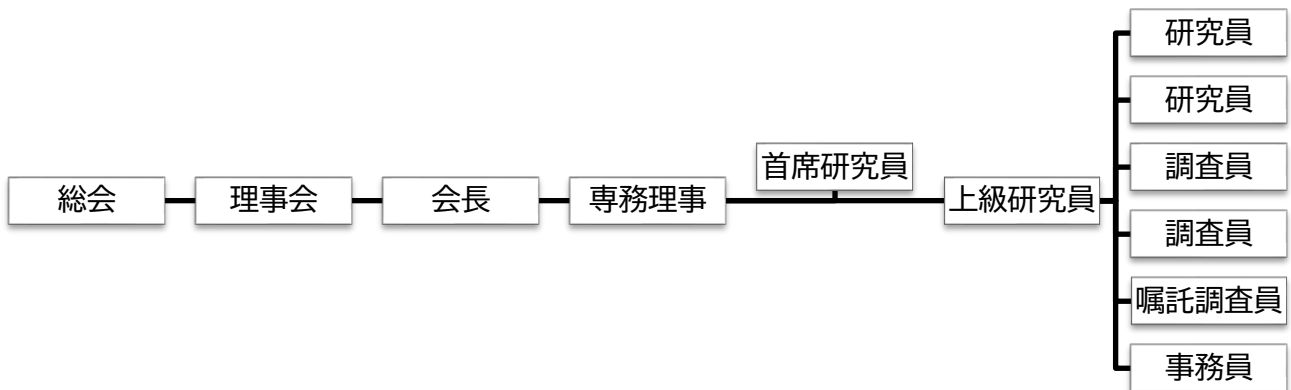 総会
理事会
会長
専務理事
首席研究員
上級研究員
研究員
研究員
調査員
調査員
嘱託調査員
事務員